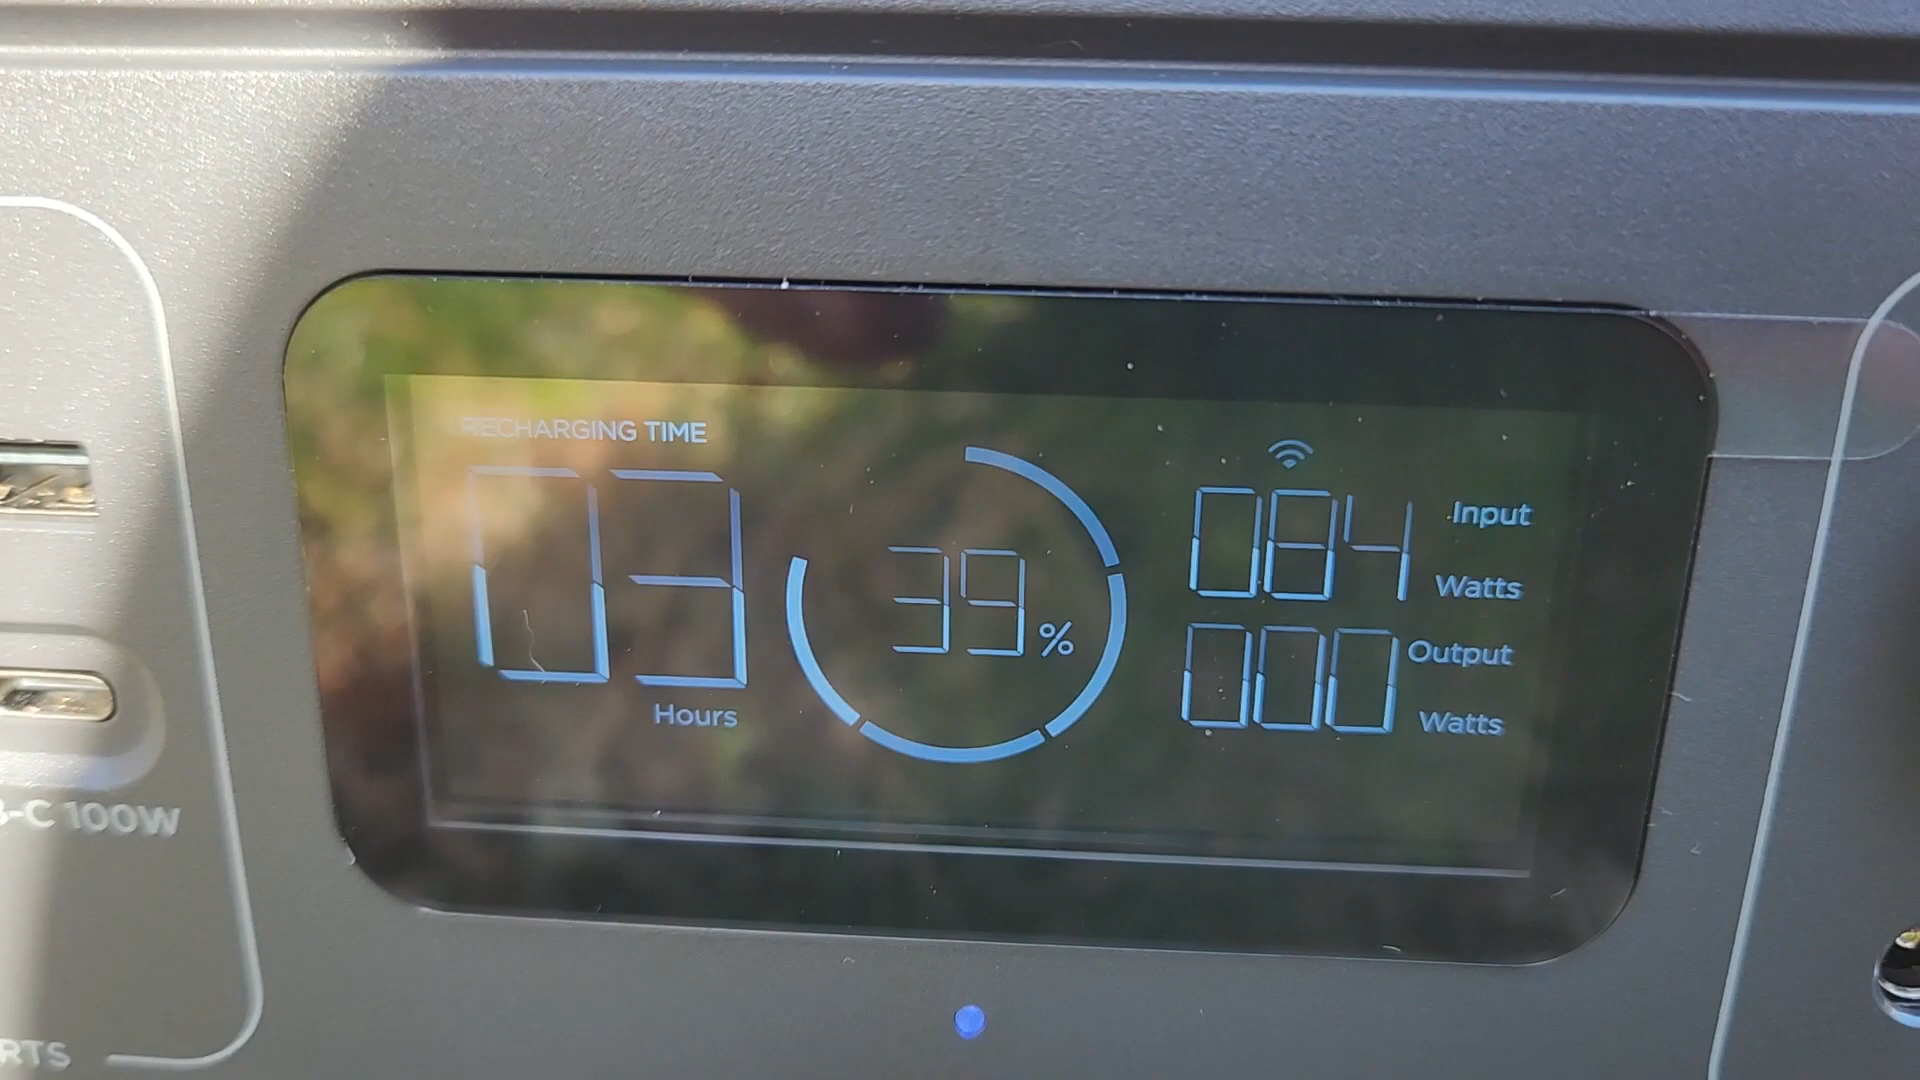 RECHARGING TIME
03
Hours
39%
084 Input
Watts
000 Output
Watts
-C 100W
RTS